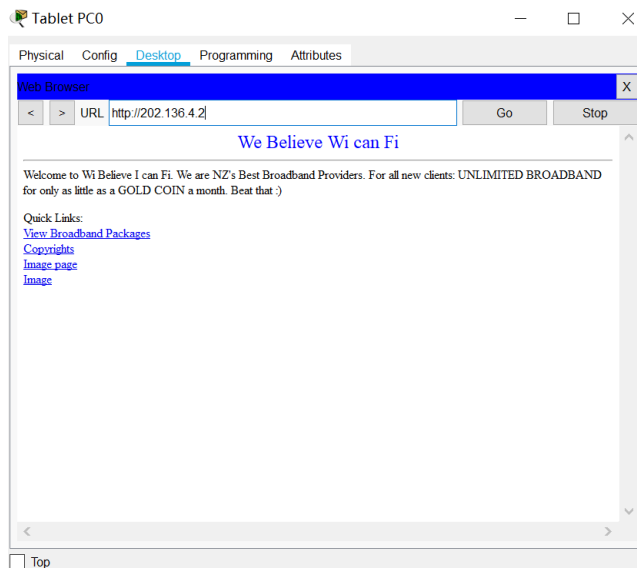 Tablet PC0
Physical Config Desktop Programming Attributes
Web Browser
X
< > URL http://202.136.4.2 Go Stop
We Believe Wi can Fi
Welcome to Wi Believe I can Fi. We are NZ's Best Broadband Providers. For all new clients: UNLIMITED BROADBAND
for only as little as a GOLD COIN a month. Beat that :)
Quick Links:
View Broadband Packages
Copyrights
Image page
Image
Top